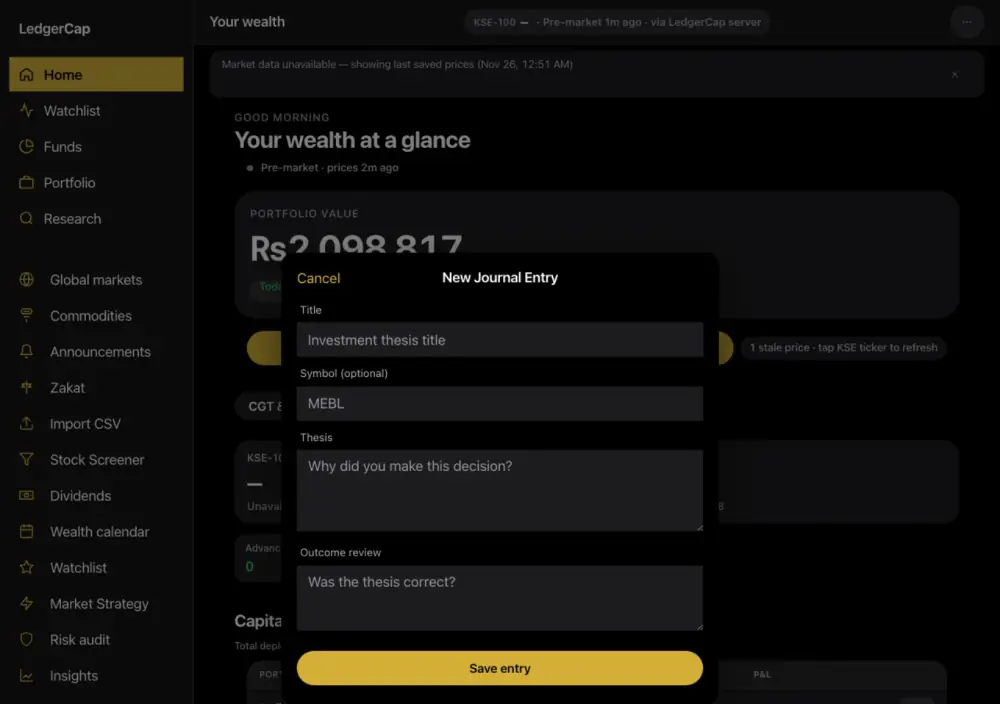 LedgerCap
Home
Watchlist
Funds
Portfolio
Research
Global markets
Commodities
Announcements
Zakat
Import CSV
Stock Screener
Dividends
Wealth calendar
Watchlist
Market Strategy
Risk audit
Insights
Your wealth
KSE-100 — · Pre-market 1m ago · via LedgerCap server
Market data unavailable — showing last saved prices (Nov 26, 12:51 AM)
GOOD MORNING
Your wealth at a glance
Pre-market · prices 2m ago
PORTFOLIO VALUE
Rs2,098,817
1 stale price · tap KSE ticker to refresh
CGT &
KSE-10
—
0
Total
P&L
Cancel
New Journal Entry
Title
Investment thesis title
Symbol (optional)
MEBL
Thesis
Why did you make this decision?
Outcome review
Was the thesis correct?
Save entry